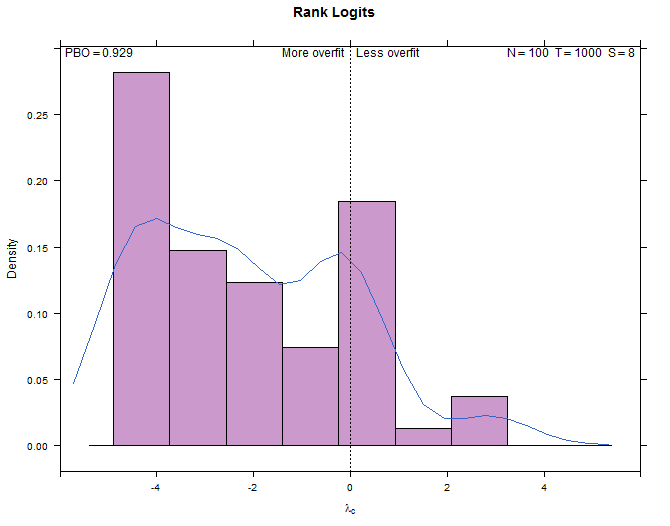 Rank Logits
PBO = 0.929 More overfit Less overfit N = 100 T = 1000 S = 8
0.25
0.20
0.15
0.10
0.05
0.00
Density
-4 -2 0 2 4
λc